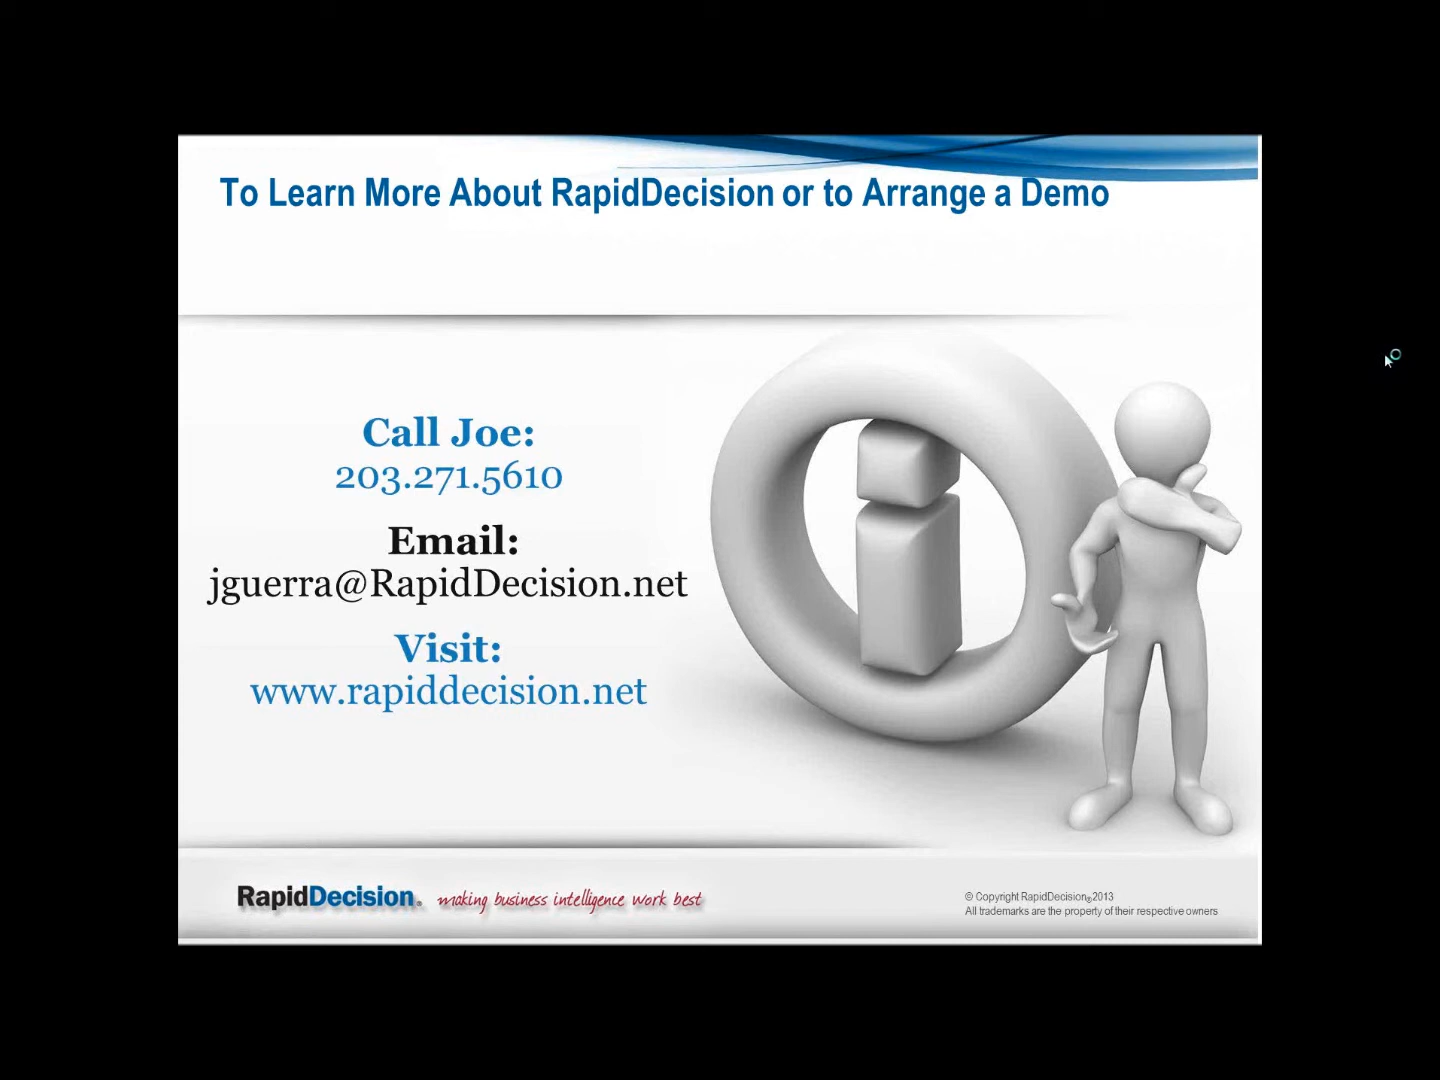 To Learn More About RapidDecision or to Arrange a Demo
Call Joe:
203.271.5610
Email:
jguerra@RapidDecision.net
Visit:
www.rapiddecision.net
RapidDecision® making business intelligence work best
© Copyright RapidDecision®2013
All trademarks are the property of their respective owners